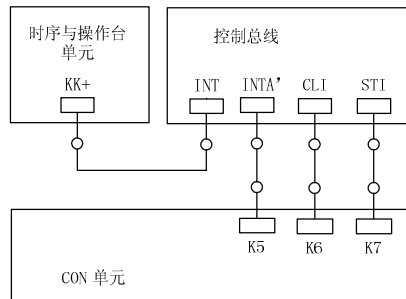 时序与操作台
单元
控制总线
KK+
INT INTA' CLI STI
K5 K6 K7
CON 单元